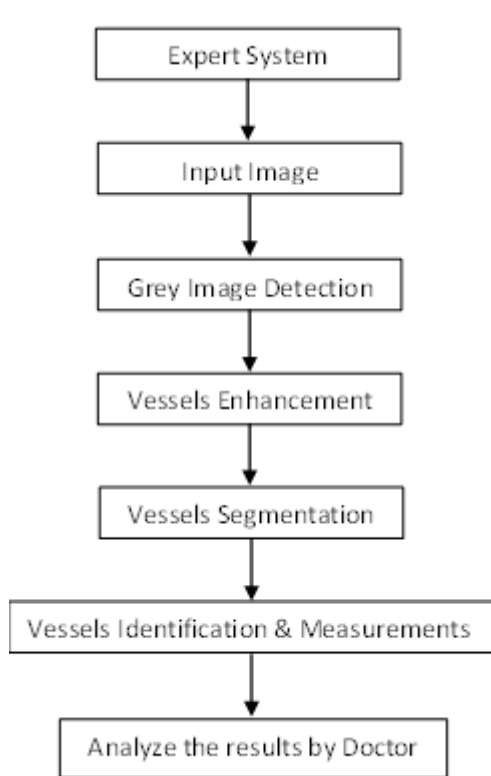 Expert System
Input Image
Grey Image Detection
Vessels Enhancement
Vessels Segmentation
Vessels Identification & Measurements
Analyze the results by Doctor